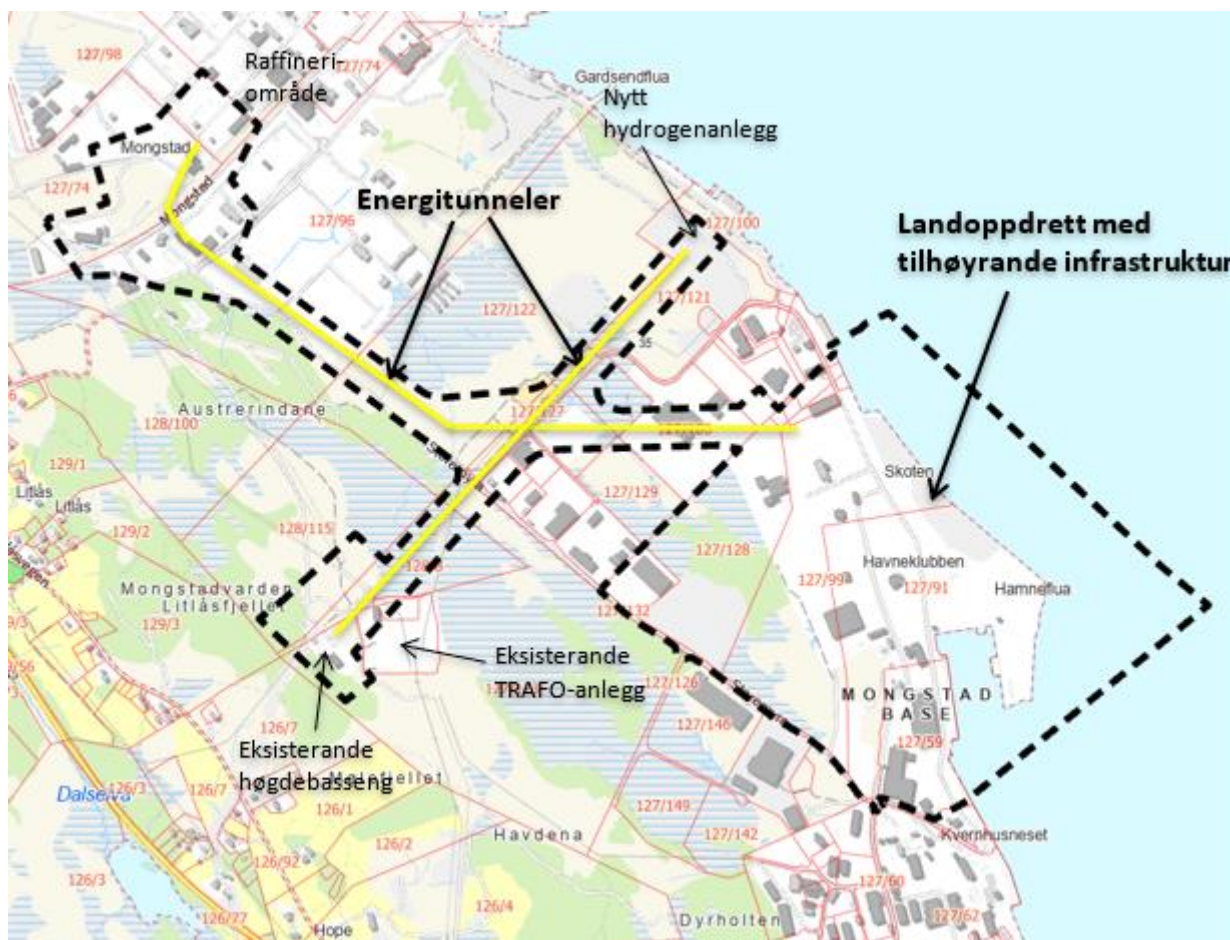 127/98
Raffineri-
område
127/74
Gardsendflua
Nytt
hydrogenanlegg
Mongstad
127/74
Mongstad
127/96
Energitunneler
127/100
Landoppdrett med
tilhøyrande infrastruktur
127/121
127/122
35
Austrerindane
128/100
129/1
Litlås
Litlås
129/2
128/115
127/129
Skoten
127/128
Mongstadvarden
Litlåsfjellet
129/3
Havneklubben
127/99
127/91
Hamneflua
127/132
Eksisterande
TRAFO-anlegg
127/126
MONGSTAD
BASE
126/7
127/146
127/59
Eksisterande
høgdebasseng
Dalselva
126/3
126/7
126/1
127/149
127/142
Havdena
126/2
Kvernhusneset
126/92
126/3
127/60
126/77
126/4
Hope
Dyrholten
127/62